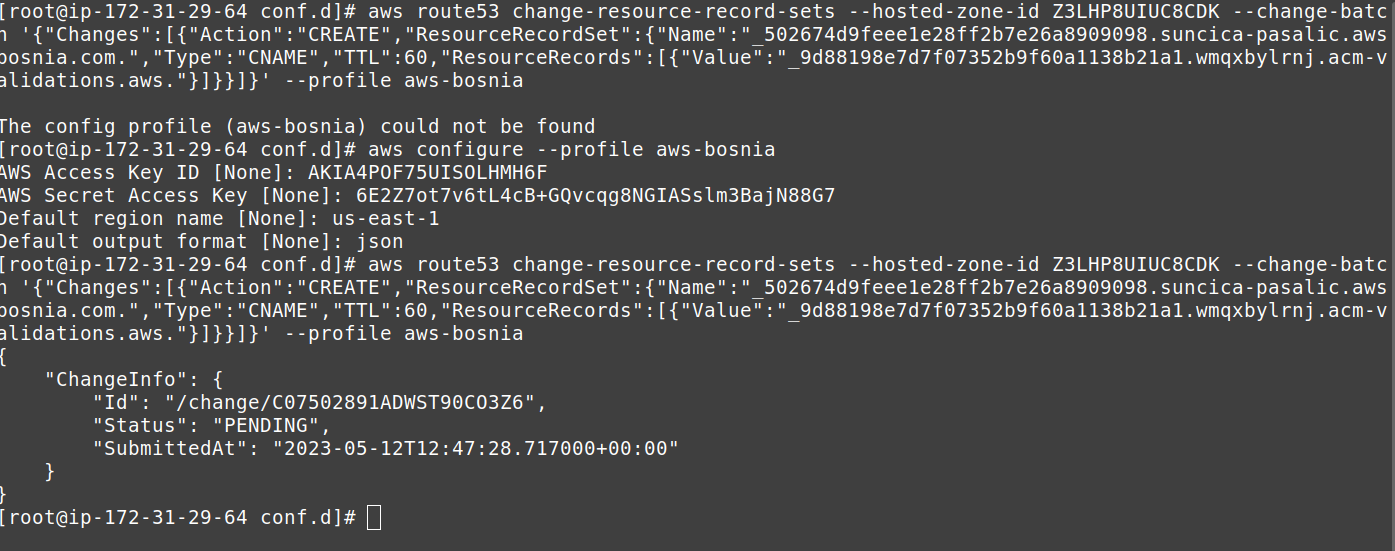 [root@ip-172-31-29-64 conf.d]# aws route53 change-resource-record-sets --hosted-zone-id Z3LHP8UIUC8CDK --change-batc
h '{"Changes":[{"Action":"CREATE","ResourceRecordSet":{"Name":"_502674d9feee1e28ff2b7e26a8909098.suncica-pasalic.aws
bosnia.com.","Type":"CNAME","TTL":60,"ResourceRecords":[{"Value":"_9d88198e7d7f07352b9f60a1138b21a1.wmqxbylrnj.acm-v
alidations.aws."}]}}]}' --profile aws-bosnia

The config profile (aws-bosnia) could not be found
[root@ip-172-31-29-64 conf.d]# aws configure --profile aws-bosnia
AWS Access Key ID [None]: AKIA4POF75UISOLHMH6F
AWS Secret Access Key [None]: 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
Default region name [None]: us-east-1
Default output format [None]: json
[root@ip-172-31-29-64 conf.d]# aws route53 change-resource-record-sets --hosted-zone-id Z3LHP8UIUC8CDK --change-batc
h '{"Changes":[{"Action":"CREATE","ResourceRecordSet":{"Name":"_502674d9feee1e28ff2b7e26a8909098.suncica-pasalic.aws
bosnia.com.","Type":"CNAME","TTL":60,"ResourceRecords":[{"Value":"_9d88198e7d7f07352b9f60a1138b21a1.wmqxbylrnj.acm-v
alidations.aws."}]}}]}' --profile aws-bosnia
{
    "ChangeInfo": {
        "Id": "/change/C07502891ADWST90CO3Z6",
        "Status": "PENDING",
        "SubmittedAt": "2023-05-12T12:47:28.717000+00:00"
    }
}
[root@ip-172-31-29-64 conf.d]#